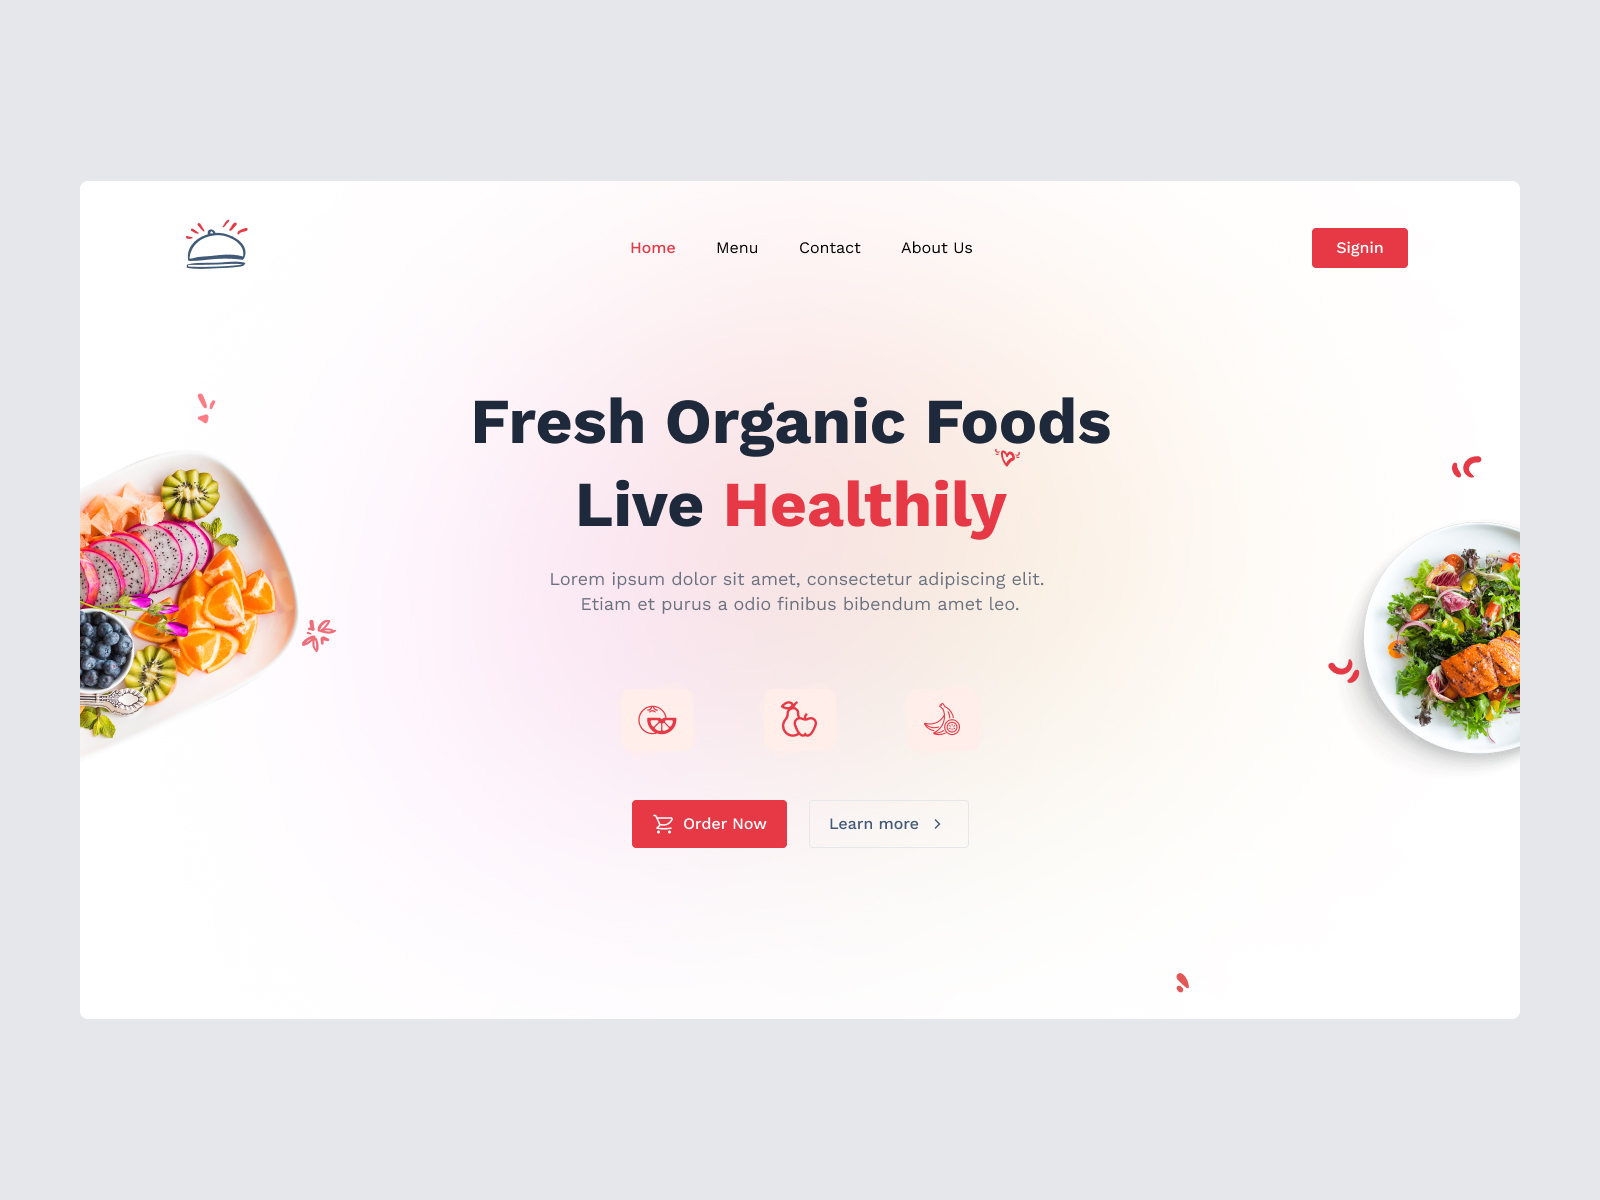 Home Menu Contact About Us Signin
Fresh Organic Foods
Live Healthily
Lorem ipsum dolor sit amet, consectetur adipiscing elit.
Etiam et purus a odio finibus bibendum amet leo.
Order Now Learn more